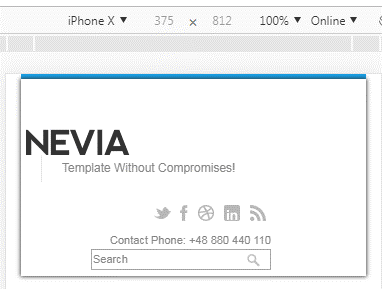 iPhone X ▼ 375 × 812 100% ▼ Online ▼
NEVIA
Template Without Compromises!
Contact Phone: +48 880 440 110
Search